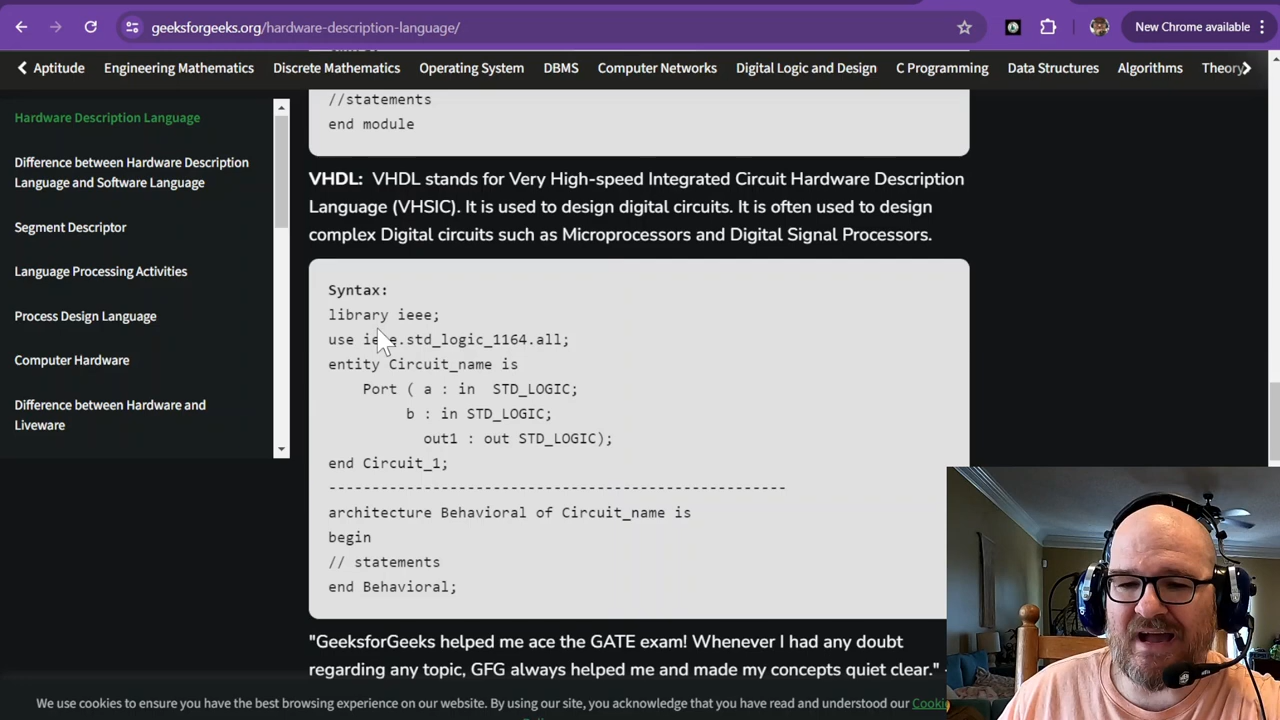 geeksforgeeks.org/hardware-description-language/
New Chrome available
Aptitude Engineering Mathematics Discrete Mathematics Operating System DBMS Computer Networks Digital Logic and Design C Programming Data Structures Algorithms Theory
Hardware Description Language
Difference between Hardware Description
Language and Software Language
Segment Descriptor
Language Processing Activities
Process Design Language
Computer Hardware
Difference between Hardware and
Liveware
//statements
end module
VHDL: VHDL stands for Very High-speed Integrated Circuit Hardware Description
Language (VHSIC). It is used to design digital circuits. It is often used to design
complex Digital circuits such as Microprocessors and Digital Signal Processors.
Syntax:
library ieee;
use ieee.std_logic_1164.all;
entity Circuit_name is
Port ( a : in STD_LOGIC;
b : in STD_LOGIC;
out1 : out STD_LOGIC);
end Circuit_1;
-----------------------------------------------------
architecture Behavioral of Circuit_name is
begin
// statements
end Behavioral;
"GeeksforGeeks helped me ace the GATE exam! Whenever I had any doubt
regarding any topic, GFG always helped me and made my concepts quiet clear." -
We use cookies to ensure you have the best browsing experience on our website. By using our site, you acknowledge that you have read and understood our